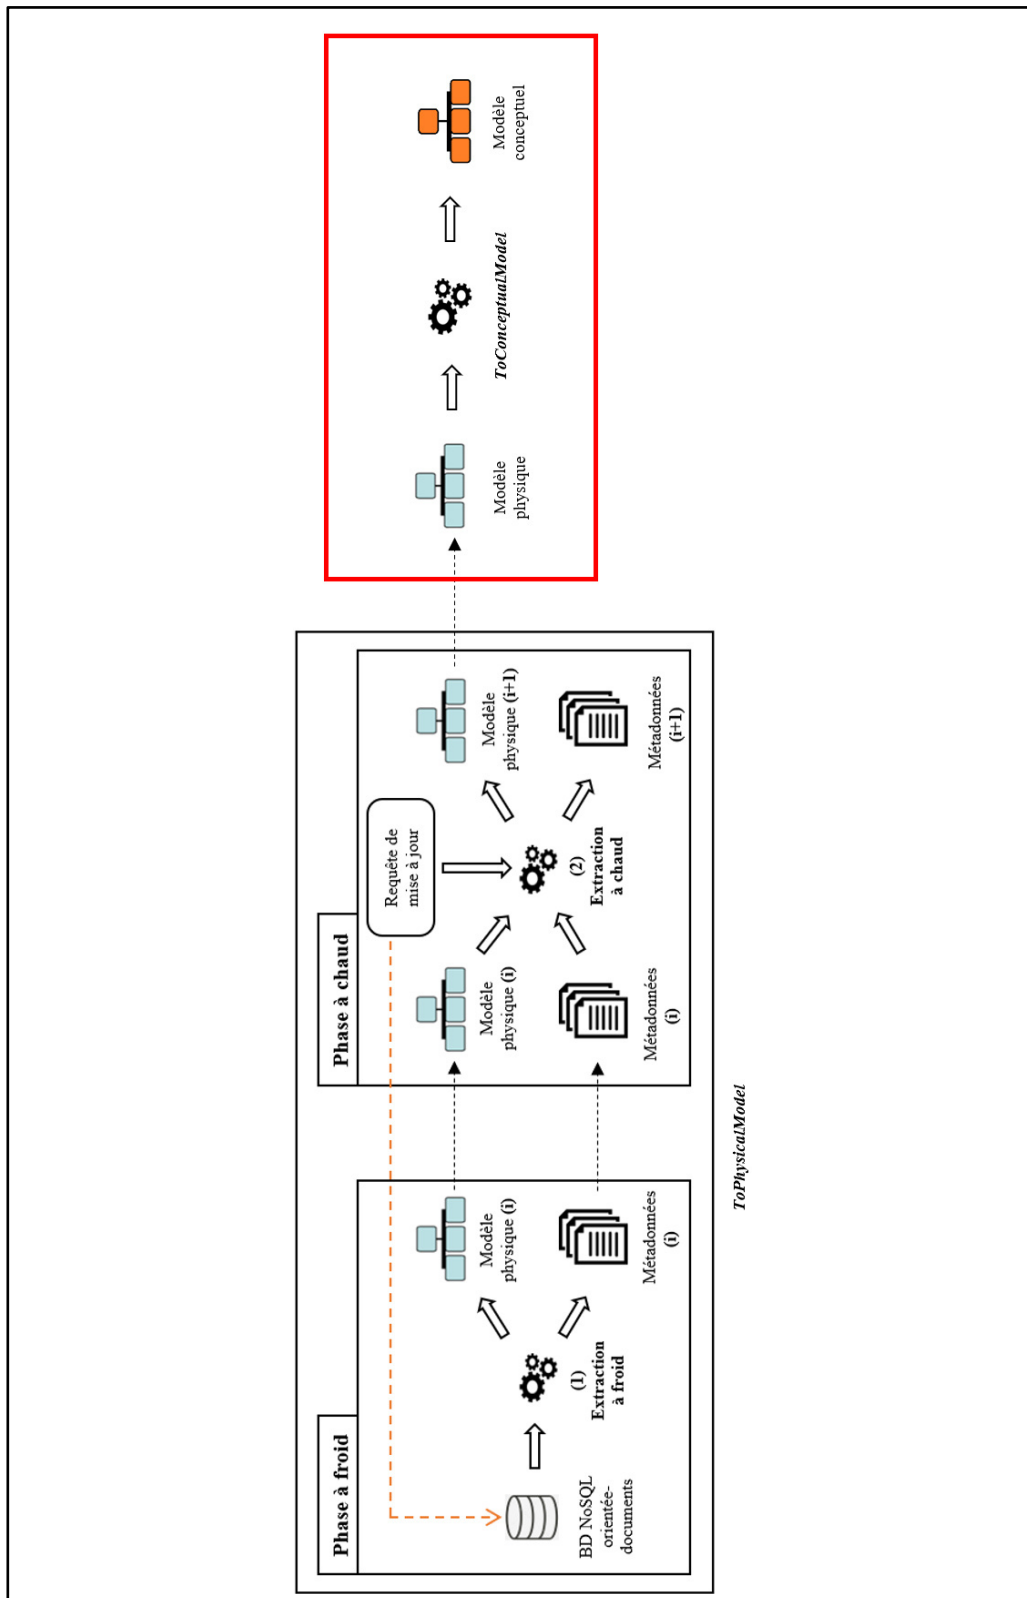 Phase à froid
BD NoSQL
orientée-
documents
(1)
Extraction
à froid
Modèle
physique (i)
Métadonnées
(i)
Phase à chaud
Modèle
physique (i)
Métadonnées
(i)
Requête de
mise à jour
(2)
Extraction
à chaud
Modèle
physique (i+1)
Métadonnées
(i+1)
ToPhysicalModel
Modèle
physique
ToConceptualModel
Modèle
conceptuel